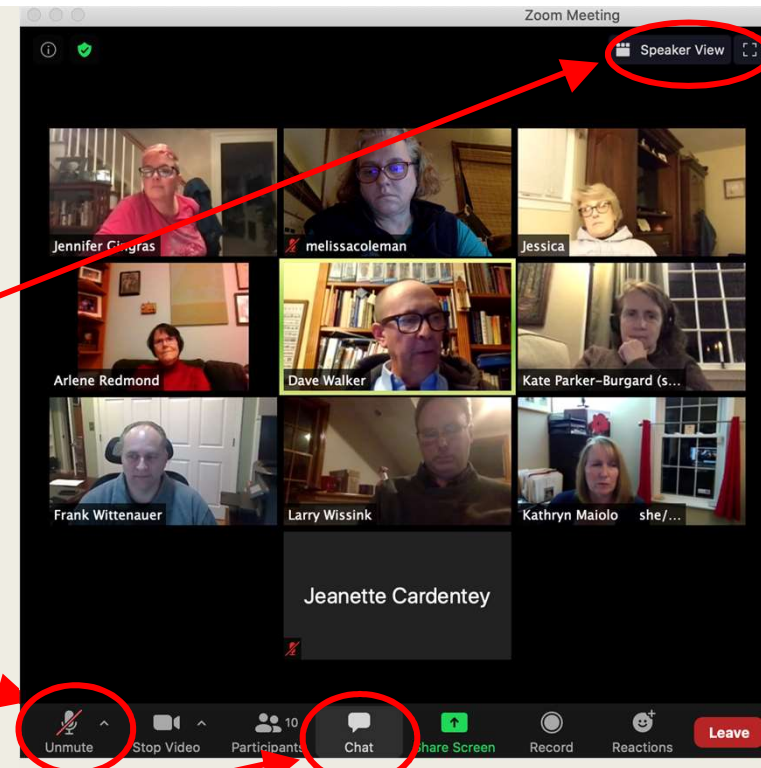 Zoom Meeting
Speaker View
Jennifer Gingras
melissacoleman
Jessica
Arlene Redmond
Dave Walker
Kate Parker-Burgard (s...
Frank Wittenauer
Larry Wissink
Kathryn Maiolo she/...
Jeanette Cardentey
10
Unmute
Stop Video
Participants
Chat
Share Screen
Record
Reactions
Leave